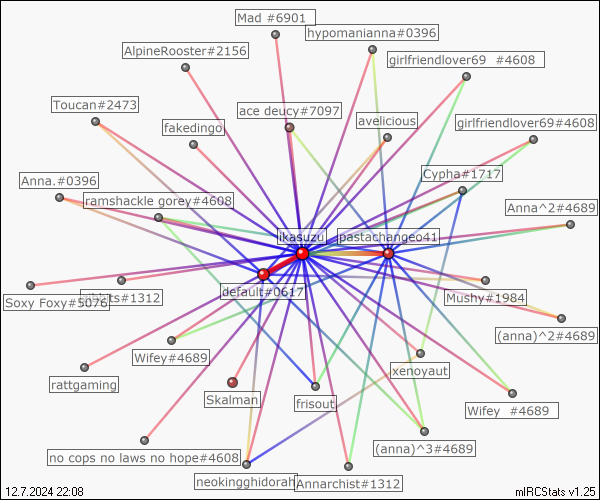 Mad #6901
hypomanianna#0396
AlpineRooster#2156
girlfriendlover69 #4608
Toucan#2473
ace deucy#7097
avelicious
fakedingo
girlfriendlover69#4608
Cypha#1717
Anna.#0396
ramshackle gorey#4608
Anna^2#4689
ikasuzu
pastachangeo41
default#0617
Soxy Foxy#5076
#1312
Mushy#1984
(anna)^2#4689
Wifey#4689
xenoyaut
rattgaming
Skalman
frisout
Wifey #4689
(anna)^3#4689
no cops no laws no hope#4608
neokingghidorah
Annarchist#1312
12.7.2024 22:08
mIRCStats v1.25